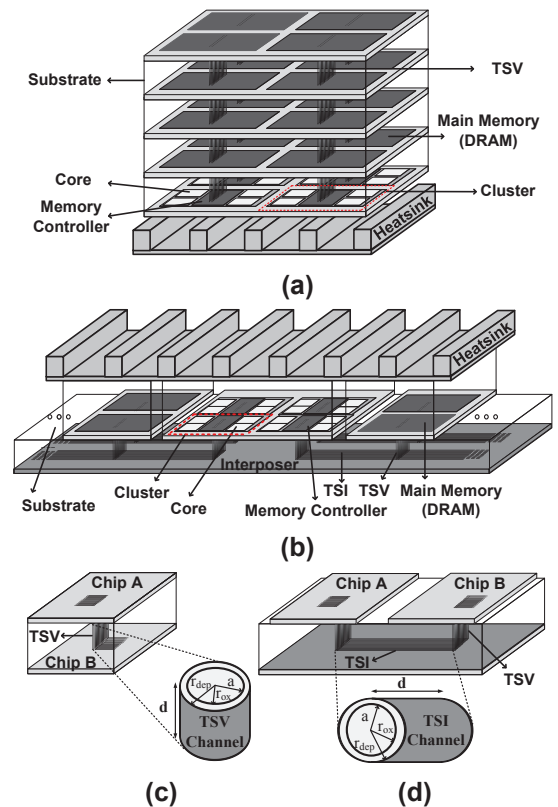 Substrate
TSV
Main Memory
(DRAM)
Core
Cluster
Memory
Controller
Heatsink
(a)
Heatsink
Interposer
Cluster
Substrate
Core
TSI
TSV
Main Memory
(DRAM)
Memory Controller
(b)
Chip A
TSV
Chip B
r_dep
a
r_ox
d
TSV
Channel
(c)
Chip A
Chip B
TSI
TSV
d
a
r_ox
r_dep
TSI
Channel
(d)